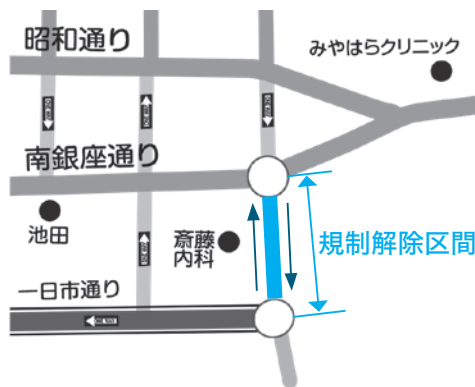 昭和通り
みやはらクリニック
南銀座通り
池田
斎藤
内科
規制解除区間
一日市通り